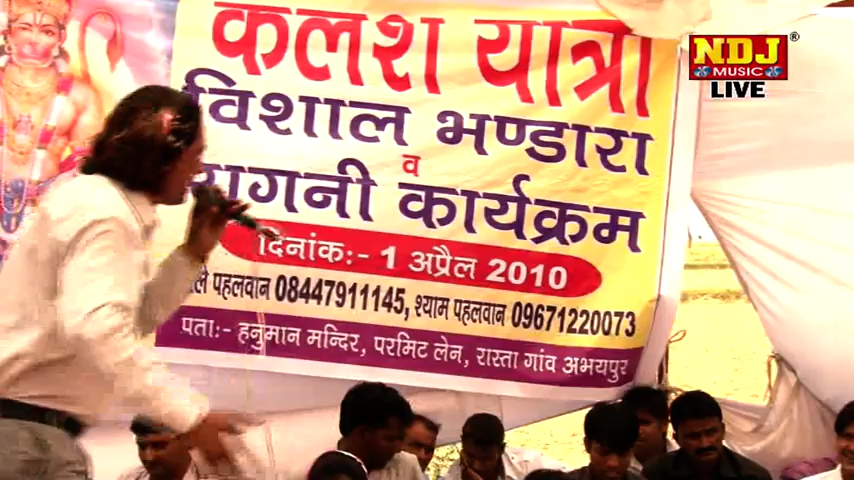 कलश यात्रा
विशाल भण्डारा
व
रागनी कार्यक्रम
दिनांक:- 1 अप्रैल 2010
पहलवान 08447911145, श्याम पहलवान 09671220073
पता:- हनुमान मन्दिर, परमिट लेन, रास्ता गांव अभयपुर
NDJ®
MUSIC
LIVE